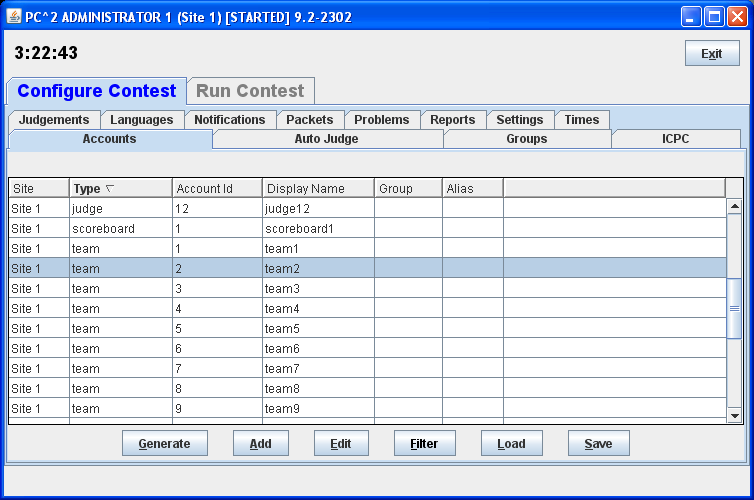 PC^2 ADMINISTRATOR 1 (Site 1) [STARTED] 9.2-2302
3:22:43 Exit
Configure Contest Run Contest
Judgements Languages Notifications Packets Problems Reports Settings Times
Accounts Auto Judge Groups ICPC
Site Type Account Id Display Name Group Alias
Site 1 judge 12 judge12
Site 1 scoreboard 1 scoreboard1
Site 1 team 1 team1
Site 1 team 2 team2
Site 1 team 3 team3
Site 1 team 4 team4
Site 1 team 5 team5
Site 1 team 6 team6
Site 1 team 7 team7
Site 1 team 8 team8
Site 1 team 9 team9
Generate Add Edit Filter Load Save